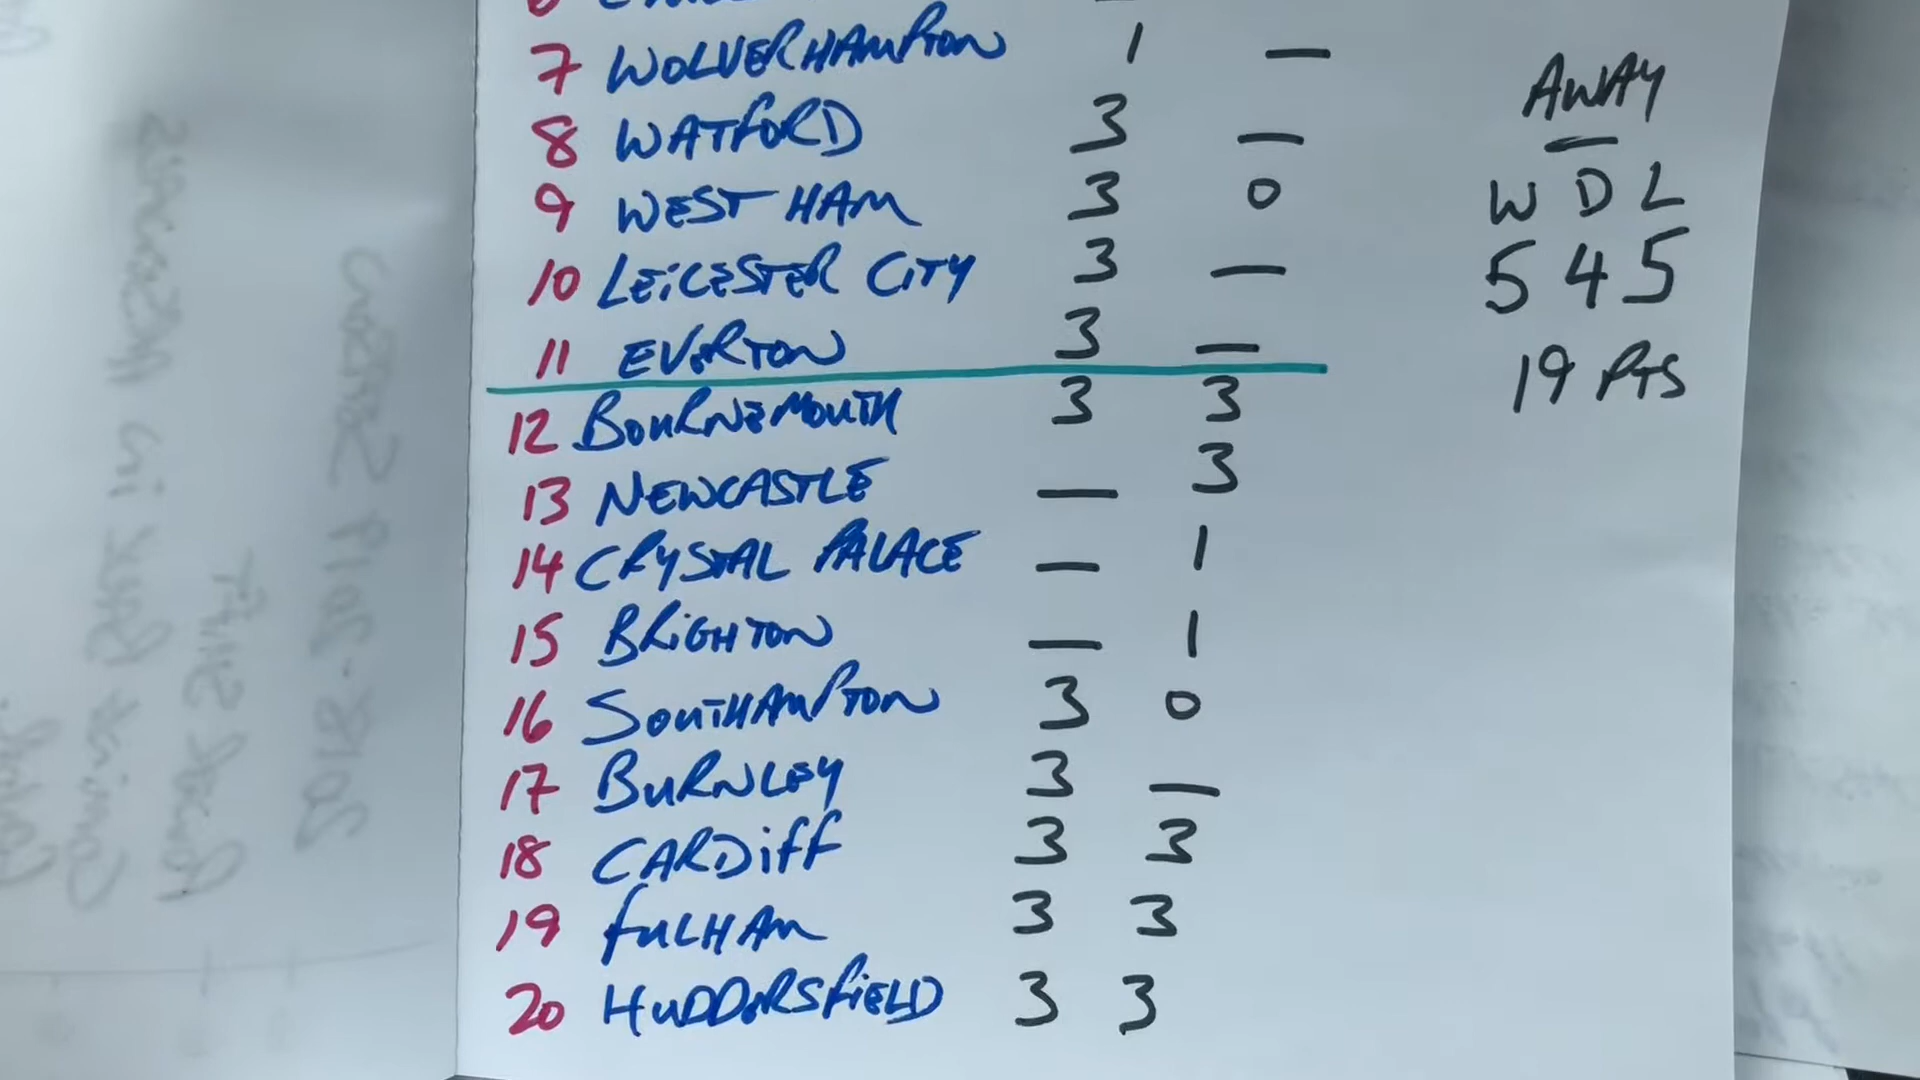 7 WOLVERHAMPTON 1 —
8 WATFORD 3 —
9 WEST HAM 3 0
10 LEICESTER CITY 3 —
11 EVERTON 3 —
12 BOURNEMOUTH 3 3
13 NEWCASTLE — 3
14 CRYSTAL PALACE — 1
15 BRIGHTON — 1
16 SOUTHAMPTON 3 0
17 BURNLEY 3 —
18 CARDIFF 3 3
19 FULHAM 3 3
20 HUDDERSFIELD 3 3
AWAY
W D L
5 4 5
19 PTS